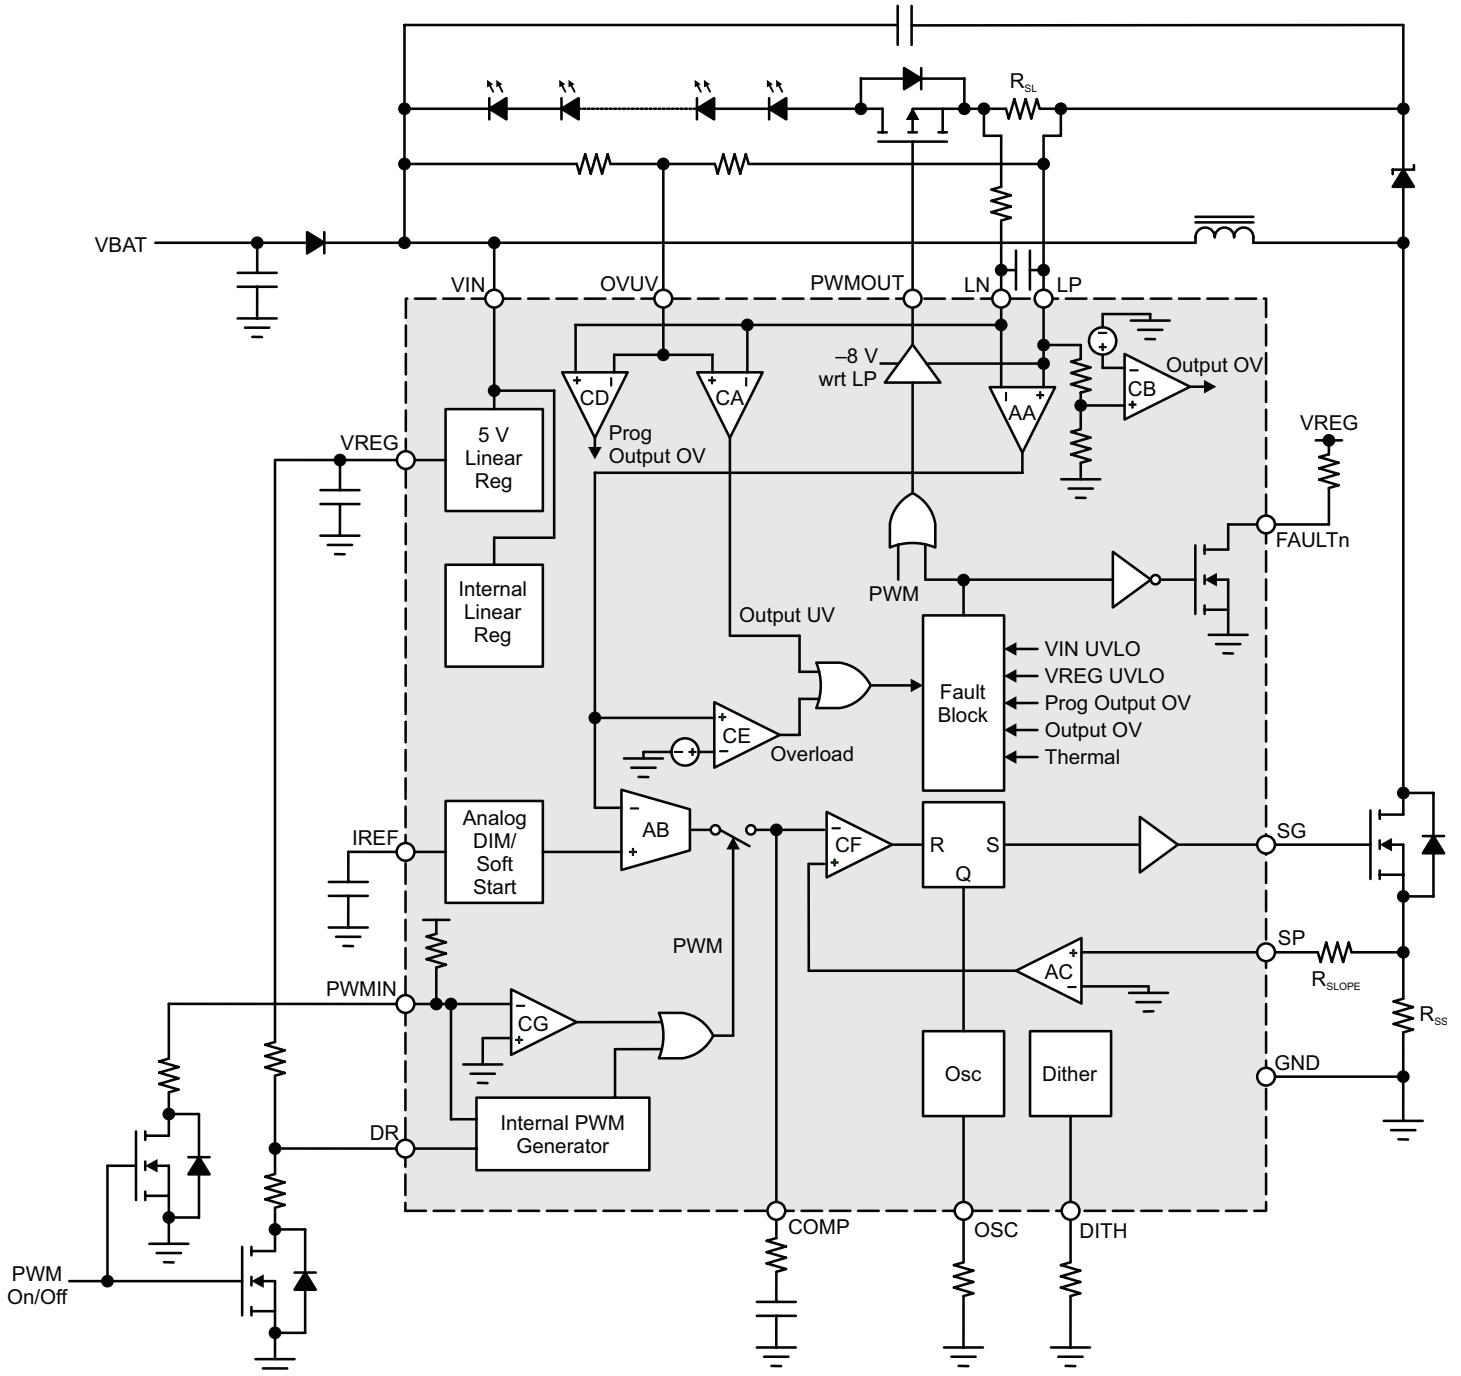 R_SL
VBAT
VIN
OVUV
PWMOUT
LN
LP
–8 V
wrt LP
Output OV
CD
CA
AA
CB
VREG
Prog
Output OV
5 V
Linear
Reg
VREG
FAULTn
PWM
Internal
Linear
Reg
Output UV
Fault
Block
VIN UVLO
VREG UVLO
Prog Output OV
Output OV
Thermal
CE
Overload
IREF
Analog
DIM/
Soft
Start
AB
CF
R
S
Q
SG
PWM
AC
SP
R_SLOPE
R_SS
PWMIN
CG
Osc
Dither
GND
DR
Internal PWM
Generator
COMP
OSC
DITH
PWM
On/Off